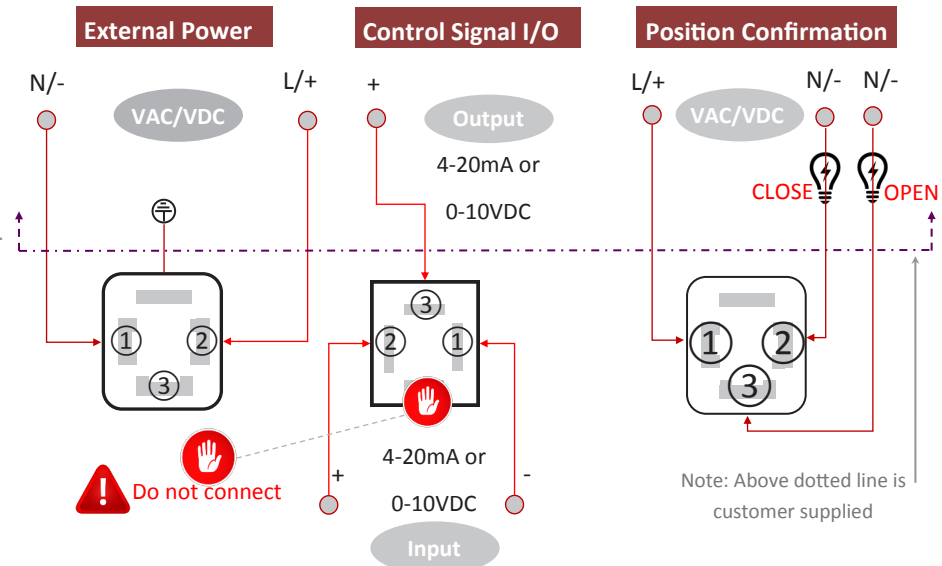 External Power
Control Signal I/O
Position Confirmation
N/-
L/+
+
L/+
N/-
N/-
VAC/VDC
Output
VAC/VDC
4-20mA or
0-10VDC
CLOSE
OPEN
1
2
3
3
2
1
1
2
3
Do not connect
+
4-20mA or
-
0-10VDC
Input
Note: Above dotted line is
customer supplied